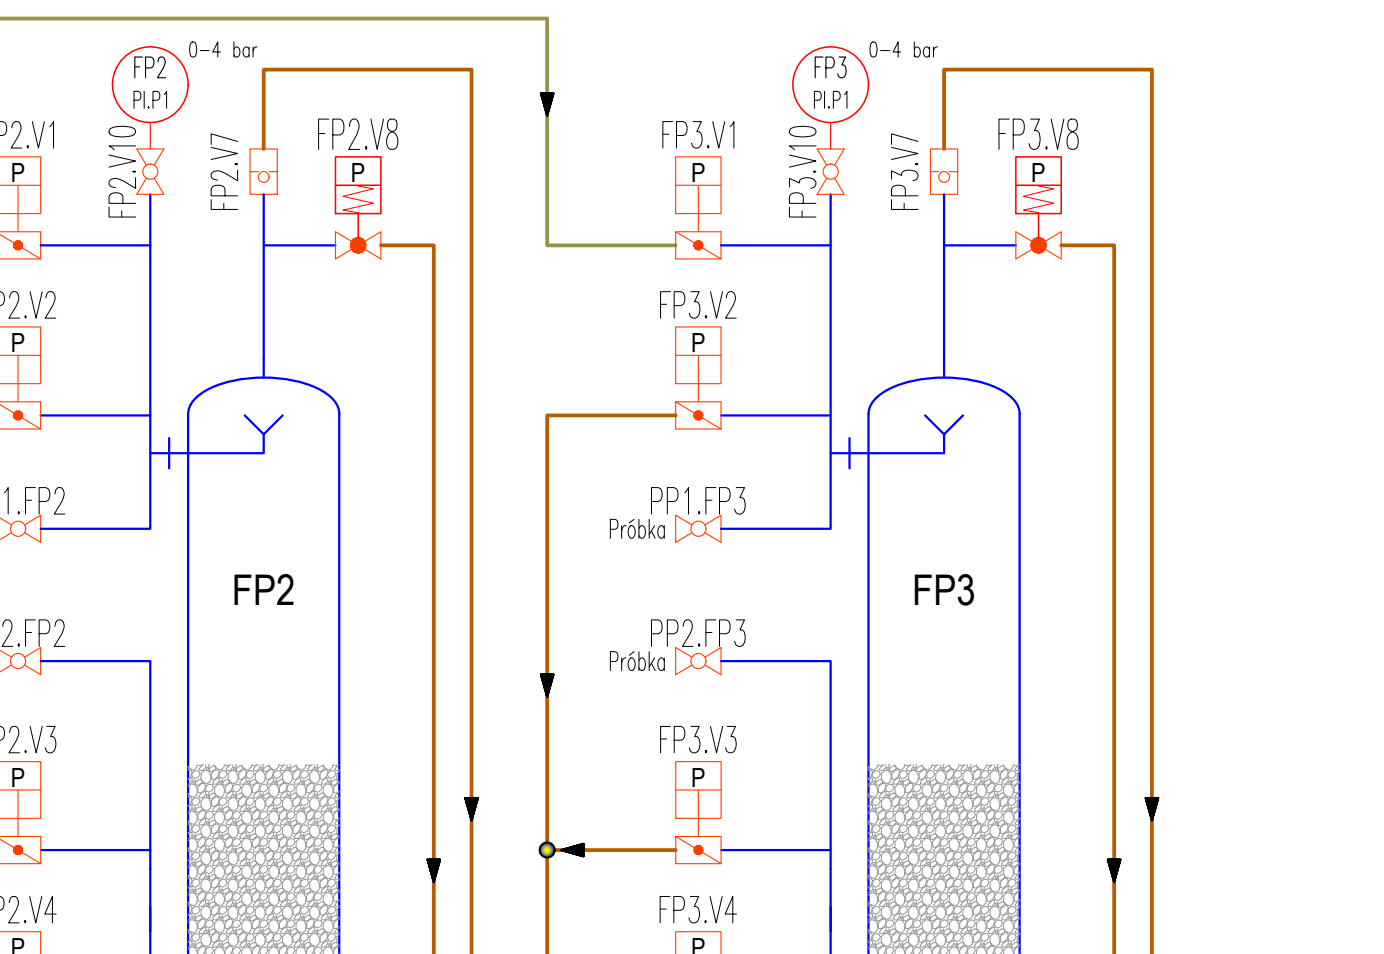 0-4 bar
FP2
PI.P1
FP2.V10
FP2.V7
FP2.V8
P
P2.V1
P
P2.V2
P
1.FP2
FP2
2.FP2
P2.V3
P
P2.V4
P
0-4 bar
FP3
PI.P1
FP3.V10
FP3.V7
FP3.V8
P
FP3.V1
P
FP3.V2
P
PP1.FP3
Próbka
FP3
PP2.FP3
Próbka
FP3.V3
P
FP3.V4
P